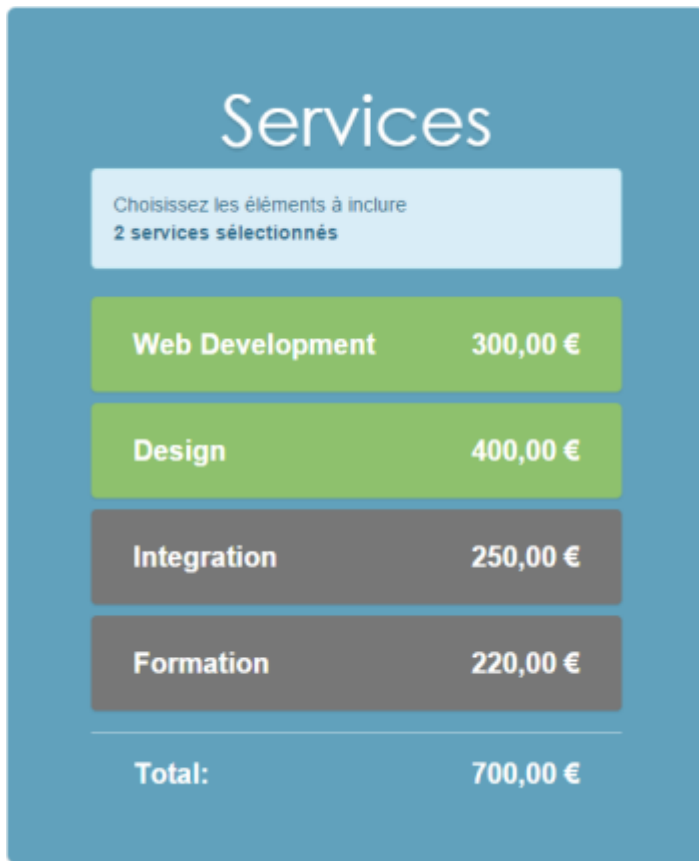 Services
Choisissez les éléments à inclure
2 services sélectionnés
Web Development 300,00 €
Design 400,00 €
Integration 250,00 €
Formation 220,00 €
Total: 700,00 €